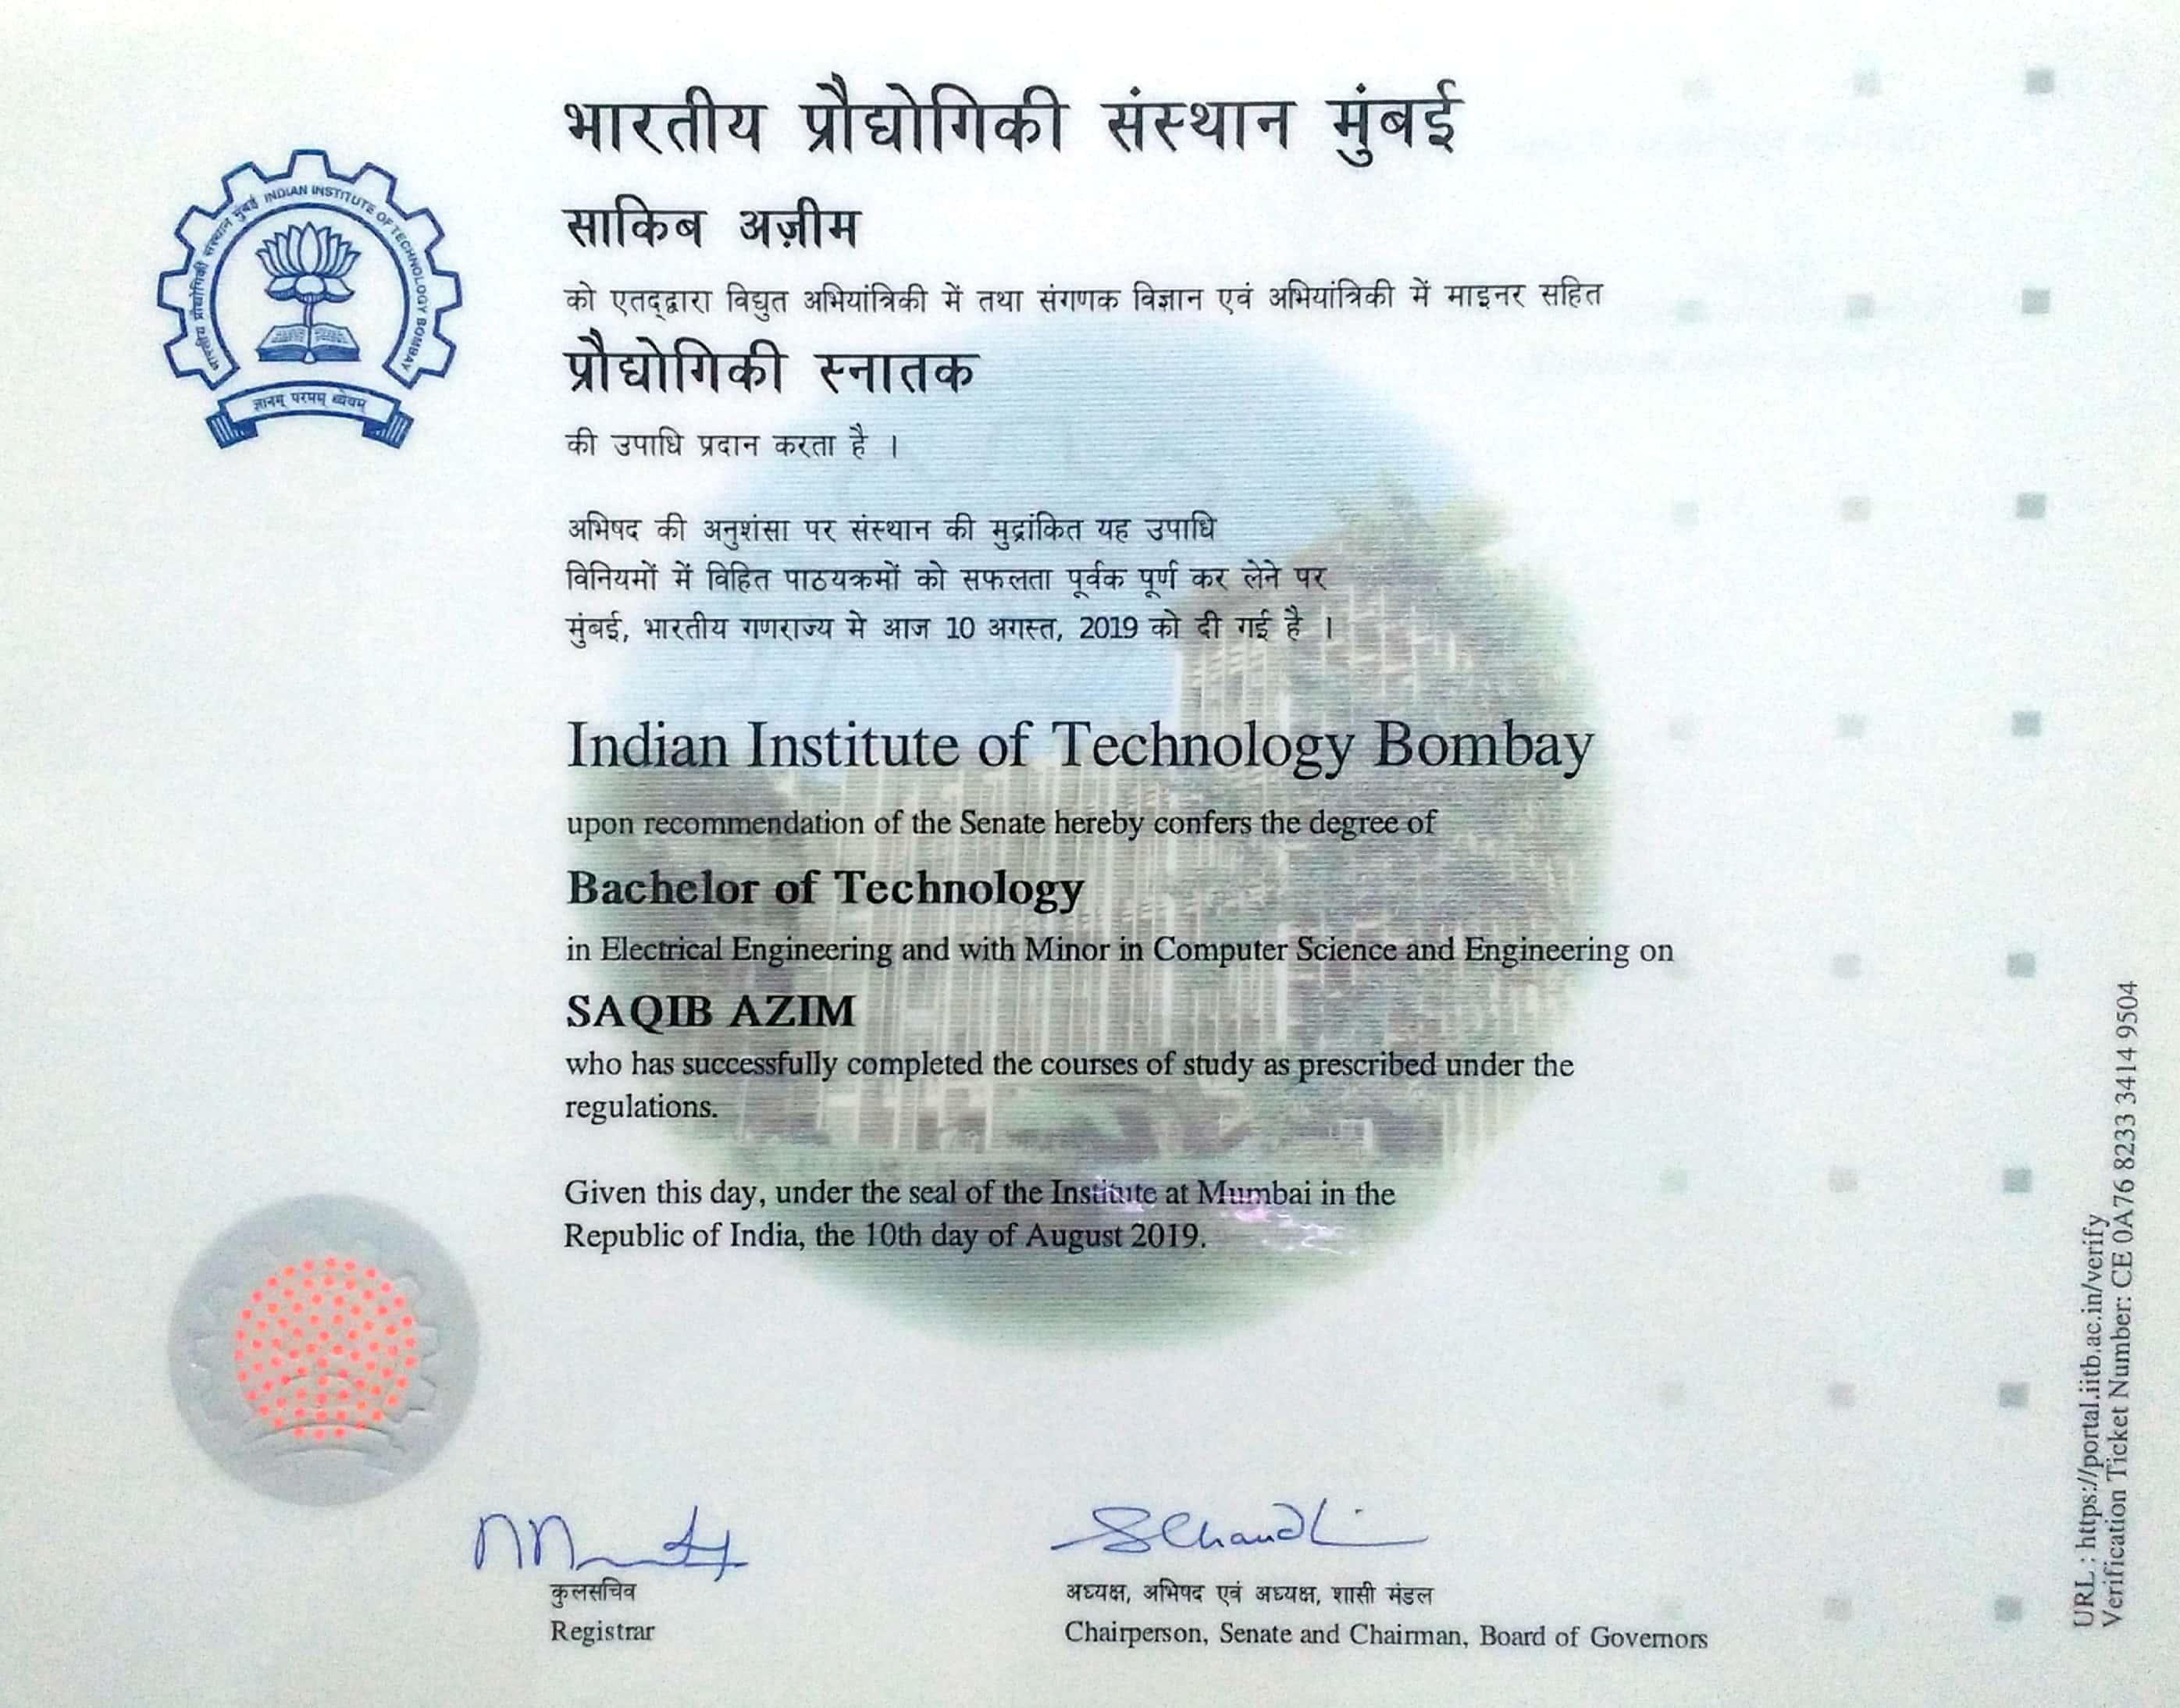 भारतीय प्रौद्योगिकी संस्थान मुंबई INDIAN INSTITUTE OF TECHNOLOGY BOMBAY
ज्ञानम् परमम् ध्येयम्
भारतीय प्रौद्योगिकी संस्थान मुंबई
साकिब अज़ीम
को एतद्द्वारा विद्युत अभियांत्रिकी में तथा संगणक विज्ञान एवं अभियांत्रिकी में माइनर सहित
प्रौद्योगिकी स्नातक
की उपाधि प्रदान करता है ।
अभिषद की अनुशंसा पर संस्थान की मुद्रांकित यह उपाधि
विनियमों में विहित पाठयक्रमों को सफलता पूर्वक पूर्ण कर लेने पर
मुंबई, भारतीय गणराज्य मे आज 10 अगस्त, 2019 को दी गई है ।
Indian Institute of Technology Bombay
upon recommendation of the Senate hereby confers the degree of
Bachelor of Technology
in Electrical Engineering and with Minor in Computer Science and Engineering on
SAQIB AZIM
who has successfully completed the courses of study as prescribed under the
regulations.
Given this day, under the seal of the Institute at Mumbai in the
Republic of India, the 10th day of August 2019.
कुलसचिव
Registrar
अध्यक्ष, अभिषद एवं अध्यक्ष, शासी मंडल
Chairperson, Senate and Chairman, Board of Governors
URL : https://portal.iitb.ac.in/verify
Verification Ticket Number: CE 0A76 8233 3414 9504